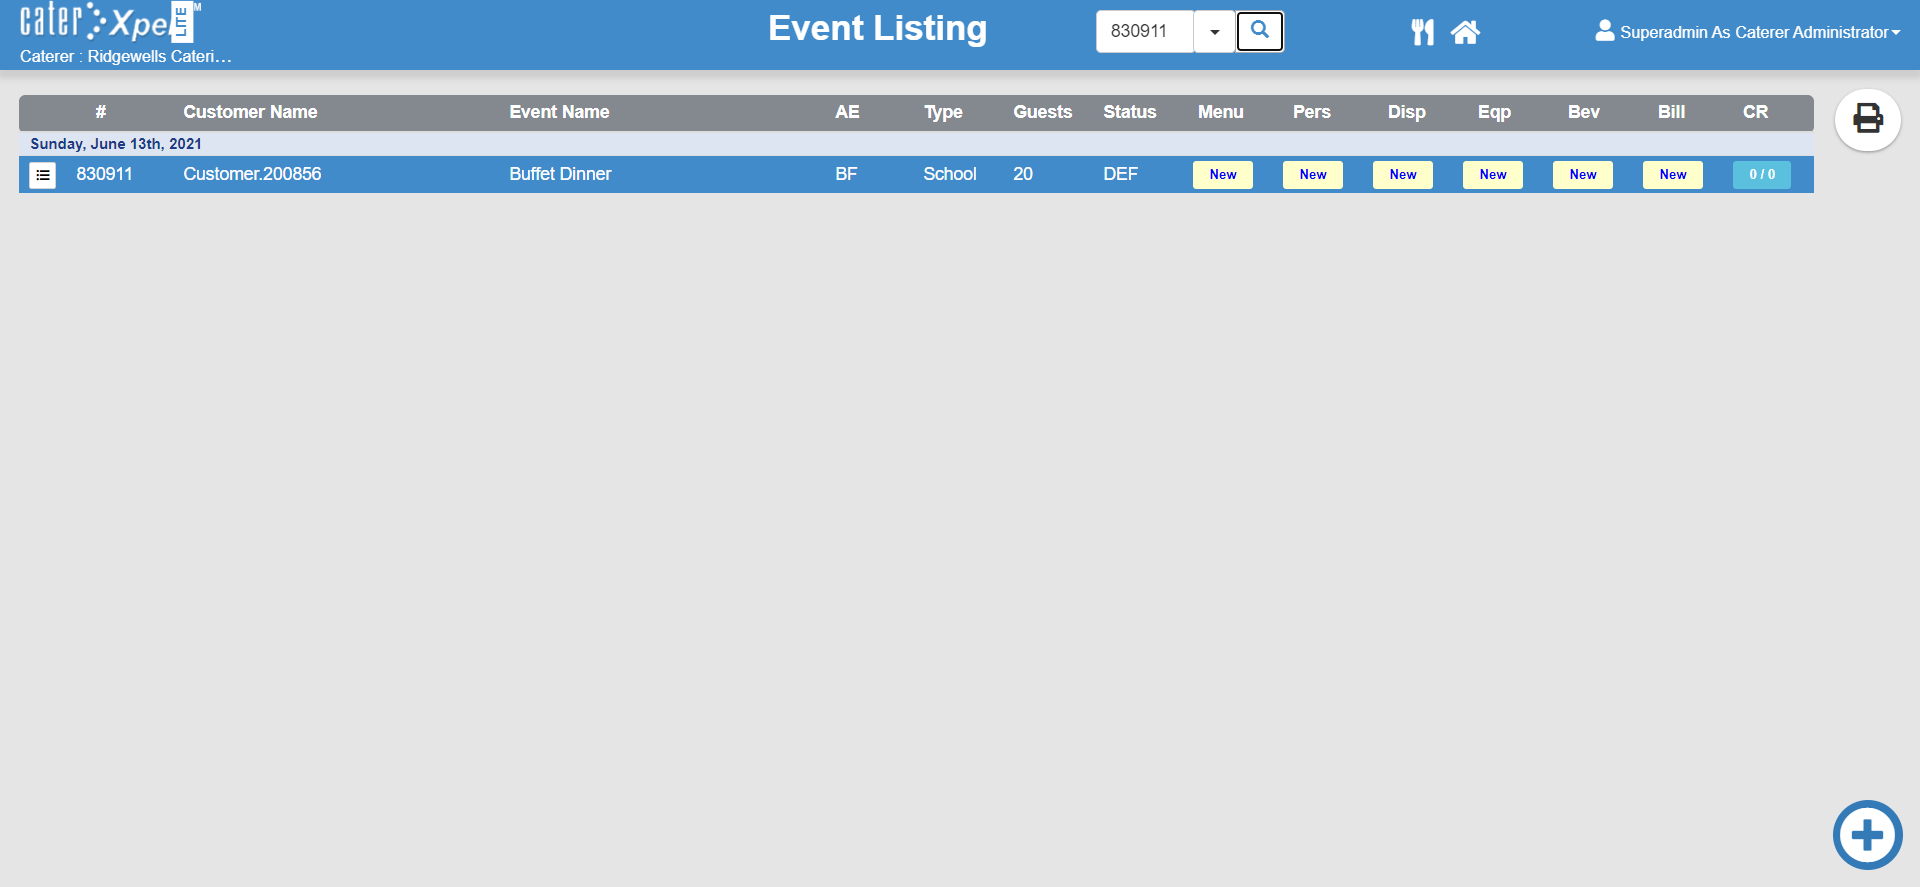 cater Xpert LITE M
Caterer : Ridgewells Cateri...
Event Listing
830911
Superadmin As Caterer Administrator
# Customer Name Event Name AE Type Guests Status Menu Pers Disp Eqp Bev Bill CR
Sunday, June 13th, 2021
830911 Customer.200856 Buffet Dinner BF School 20 DEF New New New New New New 0 / 0